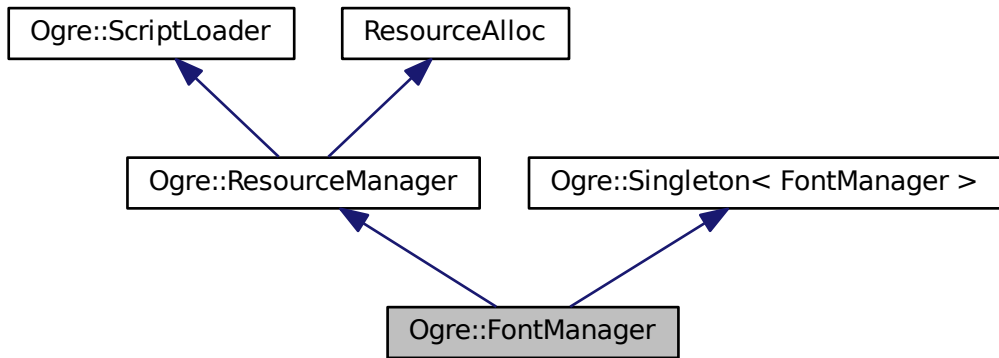 Ogre::ScriptLoader
ResourceAlloc
Ogre::ResourceManager
Ogre::Singleton< FontManager >
Ogre::FontManager